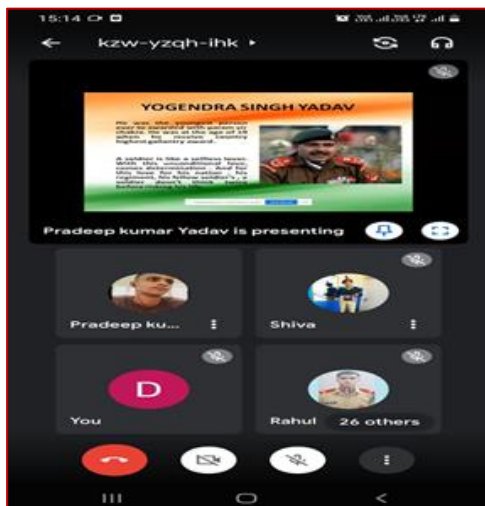 15:14
kzw-yzqh-ihk
YOGENDRA SINGH YADAV
He was the youngest person
ever to awarded with param vir
chakra. He was at the age of 19
when he receive country
highest gallentry award.
A soldier is like a selfless lover.
With this unconditional love,
comes determination . And for
this love for his nation , his
regiment, his fellow soldier's , a
soldier don't think twice
before
Pradeep kumar Yadav is presenting
Pradeep ku...
Shiva
D
You
Rahul
26 others